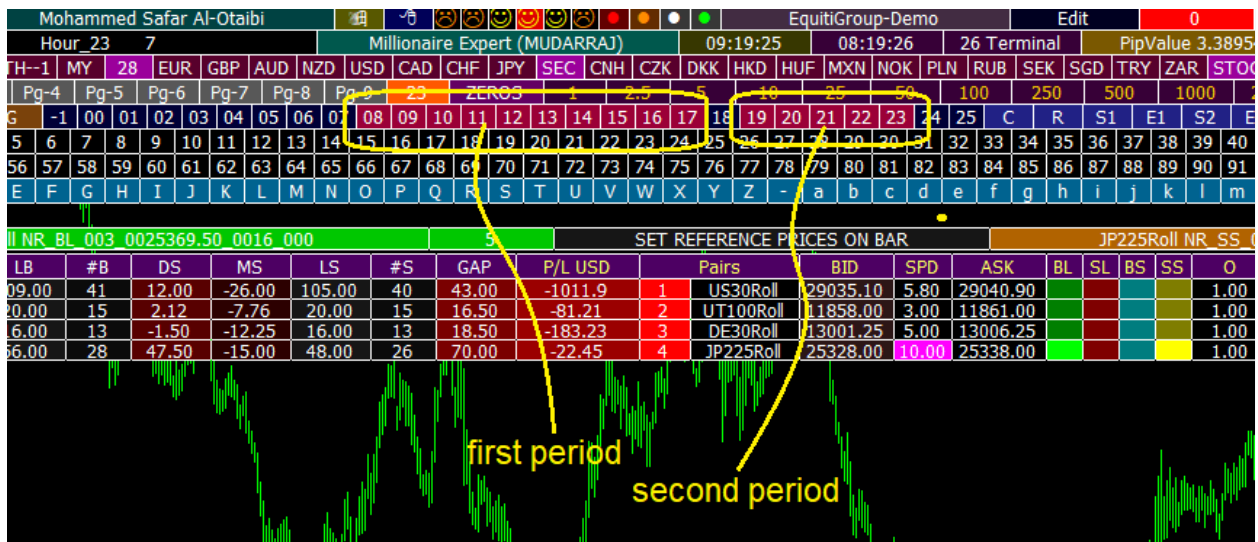 Mohammed Safar Al-Otaibi EquitiGroup-Demo Edit 0
Hour_23 7 Millionaire Expert (MUDARRAJ) 09:19:25 08:19:26 26 Terminal PipValue 3.3895
TH--1 MY 28 EUR GBP AUD NZD USD CAD CHF JPY SEC CNH CZK DKK HKD HUF MXN NOK PLN RUB SEK SGD TRY ZAR STOC
Pg-4 Pg-5 Pg-6 Pg-7 Pg-8 Pg-9 23 ZEROS 1 2.5 5 10 25 50 100 250 500 1000
G -1 00 01 02 03 04 05 06 07 08 09 10 11 12 13 14 15 16 17 18 19 20 21 22 23 24 25 C R S1 E1 S2 E
5 6 7 8 9 10 11 12 13 14 15 16 17 18 19 20 21 22 23 24 25 26 27 28 29 30 31 32 33 34 35 36 37 38 39 40
56 57 58 59 60 61 62 63 64 65 66 67 68 69 70 71 72 73 74 75 76 77 78 79 80 81 82 83 84 85 86 87 88 89 90 91
E F G H I J K L M N O P Q R S T U V W X Y Z - a b c d e f g h i j k l m
ll NR_BL_003_0025369.50_0016_000 5 SET REFERENCE PRICES ON BAR JP225Roll NR_SS_0
LB #B DS MS LS #S GAP P/L USD Pairs BID SPD ASK BL SL BS SS O
09.00 41 12.00 -26.00 105.00 40 43.00 -1011.9 1 US30Roll 29035.10 5.80 29040.90 1.00
20.00 15 2.12 -7.76 20.00 15 16.50 -81.21 2 UT100Roll 11858.00 3.00 11861.00 1.00
16.00 13 -1.50 -12.25 16.00 13 18.50 -183.23 3 DE30Roll 13001.25 5.00 13006.25 1.00
56.00 28 47.50 -15.00 48.00 26 70.00 -22.45 4 JP225Roll 25328.00 10.00 25338.00 1.00
first period
second period